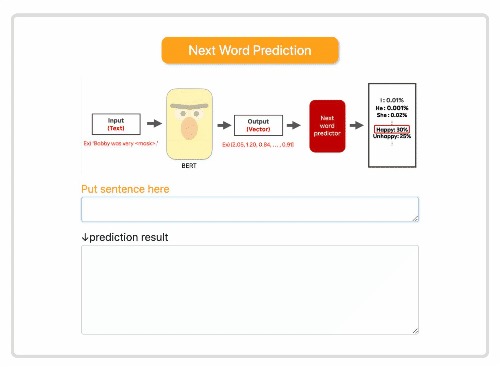 Next Word Prediction
Input
(Text)
Ex) 'Bobby was very <mask>.'
BERT
Output
(Vector)
Ex) (2.05, 1.20, 0.84, ... , 0.91)
Next
word
predictor
I : 0.01%
He : 0.001%
She : 0.02%
Happy: 30%
Unhappy: 25%
Put sentence here
↓prediction result